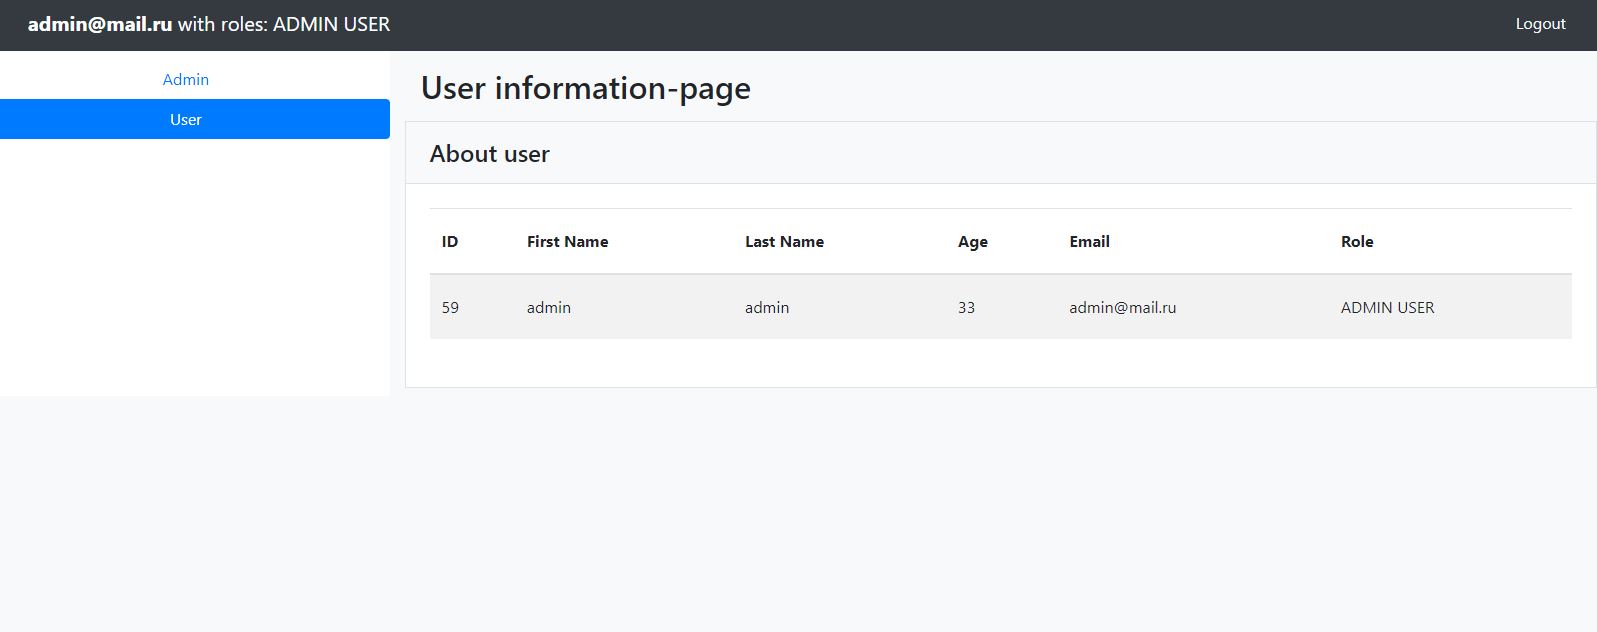 admin@mail.ru with roles: ADMIN USER
Logout
Admin
User
User information-page
About user
ID First Name Last Name Age Email Role
59 admin admin 33 admin@mail.ru ADMIN USER